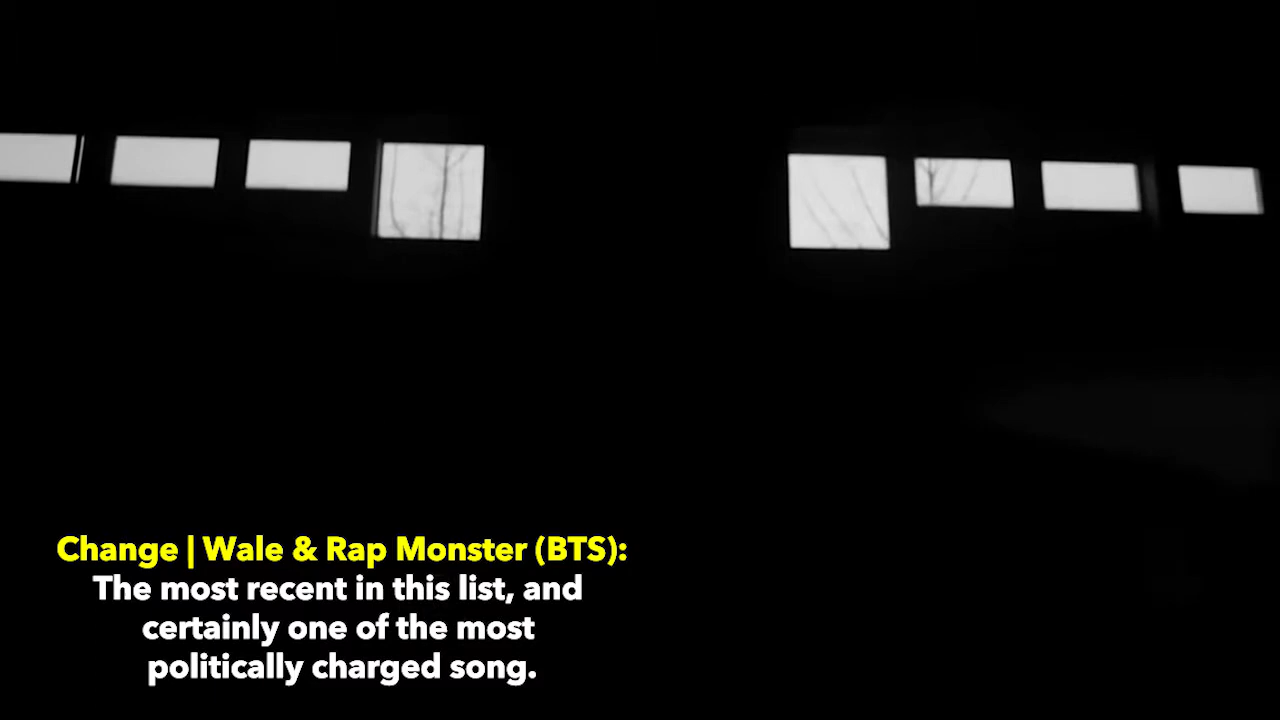 Change | Wale & Rap Monster (BTS):
The most recent in this list, and
certainly one of the most
politically charged song.